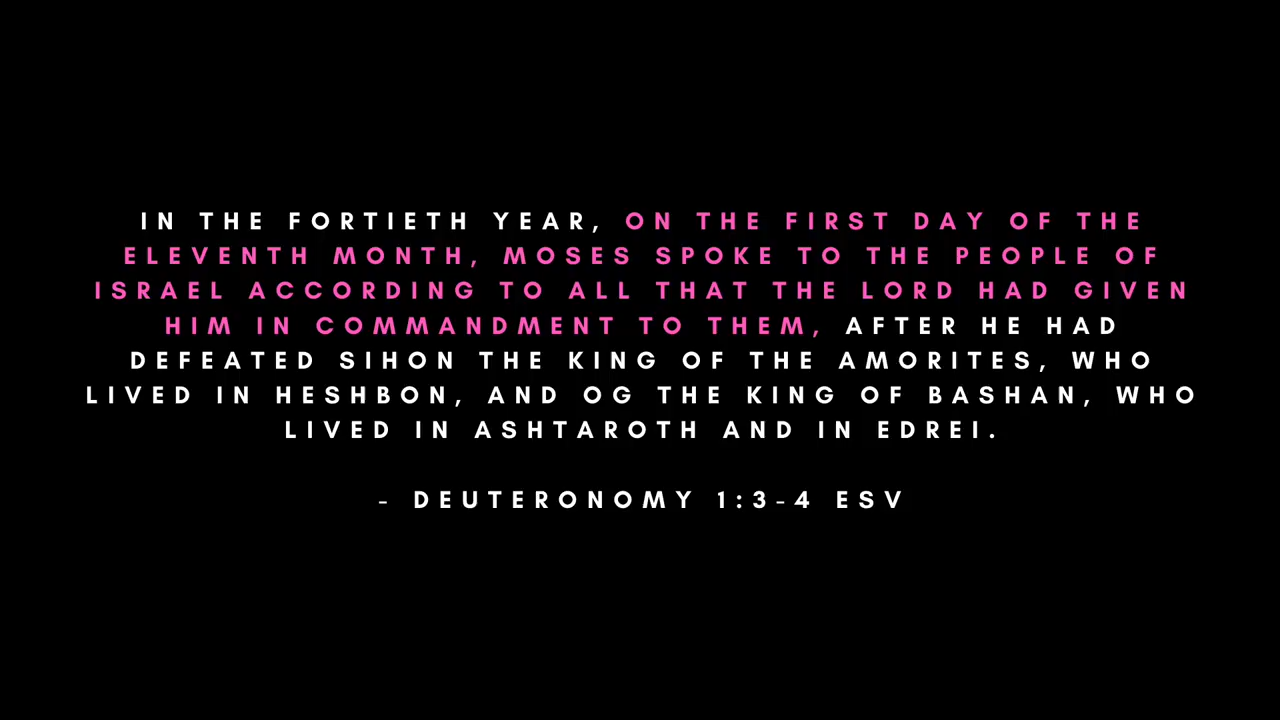 IN THE FORTIETH YEAR, ON THE FIRST DAY OF THE
ELEVENTH MONTH, MOSES SPOKE TO THE PEOPLE OF
ISRAEL ACCORDING TO ALL THAT THE LORD HAD GIVEN
HIM IN COMMANDMENT TO THEM, AFTER HE HAD
DEFEATED SIHON THE KING OF THE AMORITES, WHO
LIVED IN HESHBON, AND OG THE KING OF BASHAN, WHO
LIVED IN ASHTAROTH AND IN EDREI.
- DEUTERONOMY 1:3-4 ESV